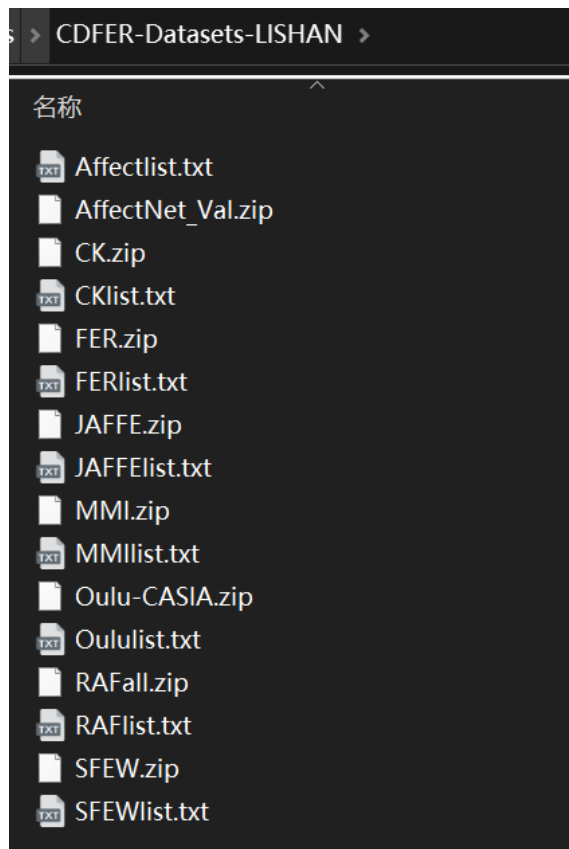 s > CDFER-Datasets-LISHAN >
名称
Affectlist.txt
AffectNet_Val.zip
CK.zip
CKlist.txt
FER.zip
FERlist.txt
JAFFE.zip
JAFFElist.txt
MMI.zip
MMIlist.txt
Oulu-CASIA.zip
Oululist.txt
RAFall.zip
RAFlist.txt
SFEW.zip
SFEWlist.txt